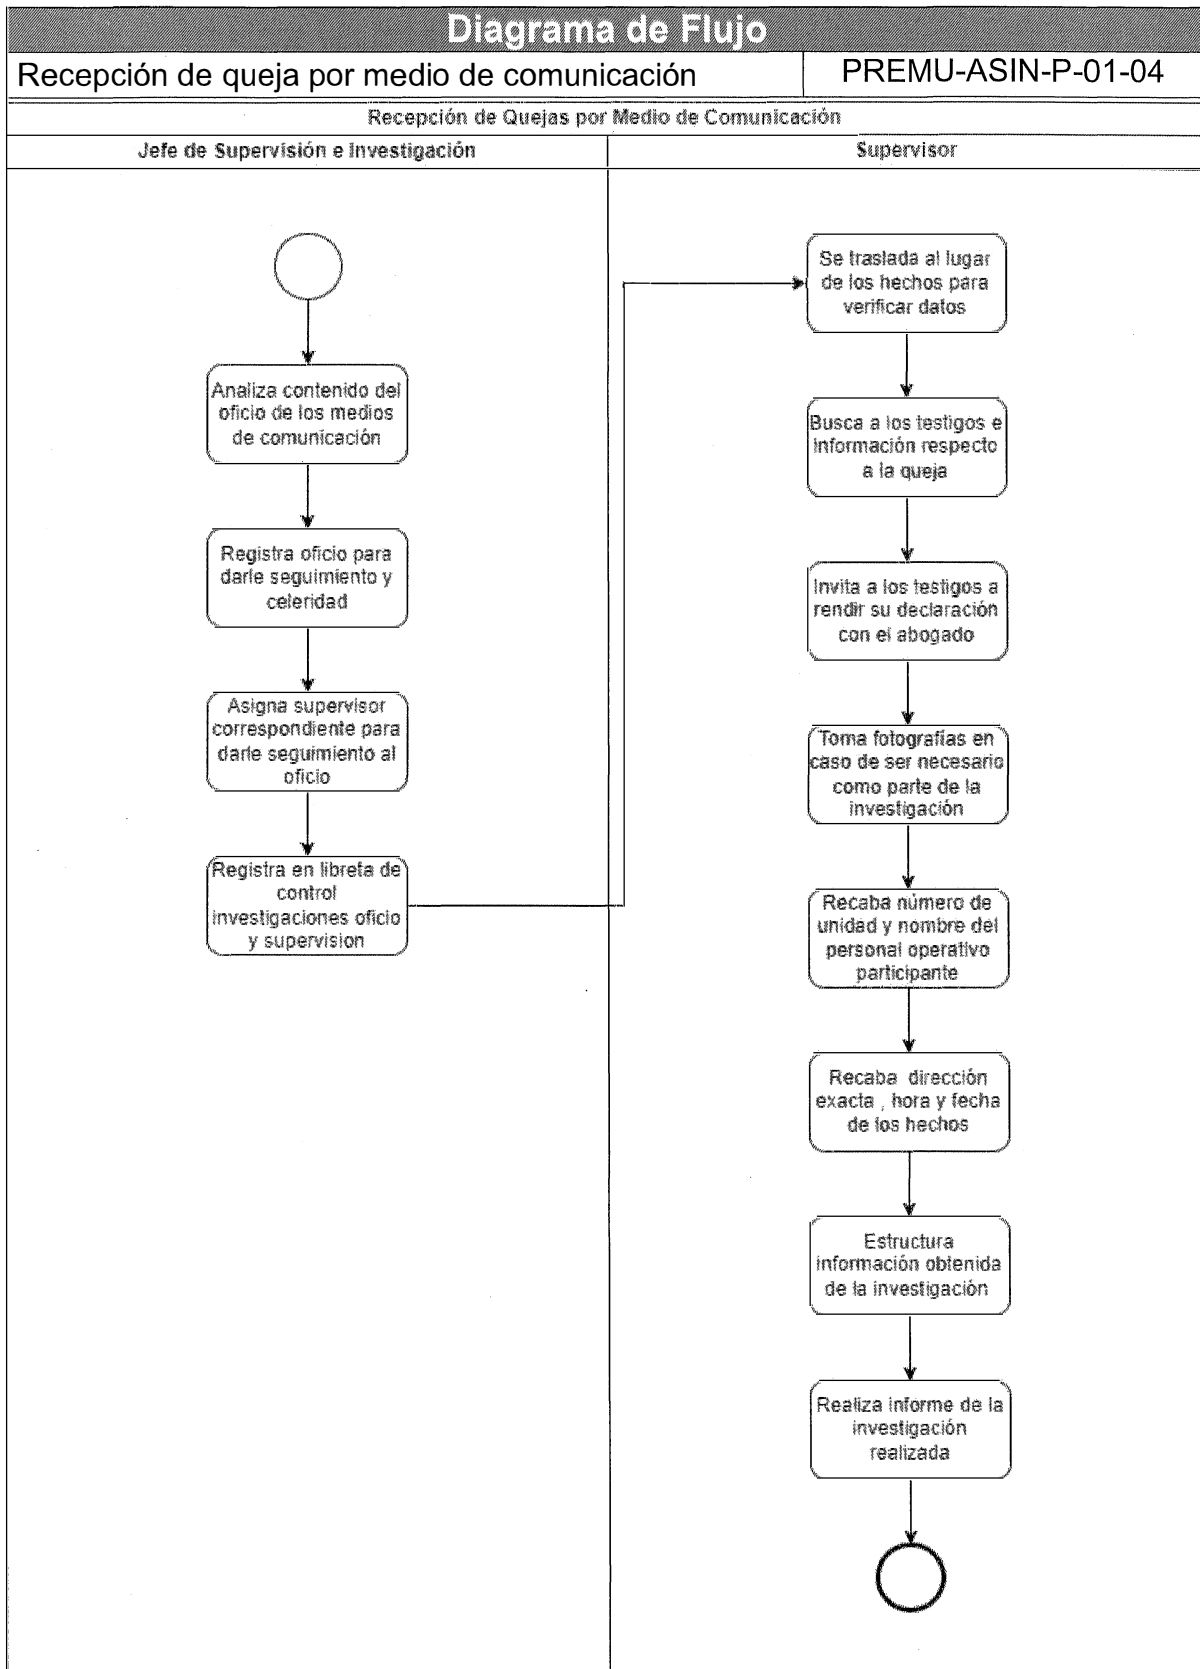 Diagrama de Flujo
Recepción de queja por medio de comunicación
PREMU-ASIN-P-01-04
Recepción de Quejas por Medio de Comunicación
Jefe de Supervisión e Investigación
Supervisor
Analiza contenido del
oficio de los medios
de comunicación
Registra oficio para
darle seguimiento y
celeridad
Asigna supervisor
correspondiente para
darle seguimiento al
oficio
Registra en libreta de
control
investigaciones oficio
y supervision
Se traslada al lugar
de los hechos para
verificar datos
Busca a los testigos e
información respecto
a la queja
Invita a los testigos a
rendir su declaración
con el abogado
Toma fotografías en
caso de ser necesario
como parte de la
investigación
Recaba número de
unidad y nombre del
personal operativo
participante
Recaba dirección
exacta , hora y fecha
de los hechos
Estructura
información obtenida
de la investigación
Realiza informe de la
investigación
realizada